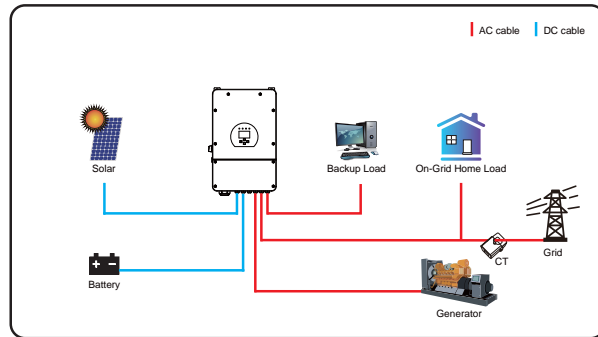 AC cable
DC cable
Solar
Backup Load
On-Grid Home Load
CT
Grid
Battery
Generator